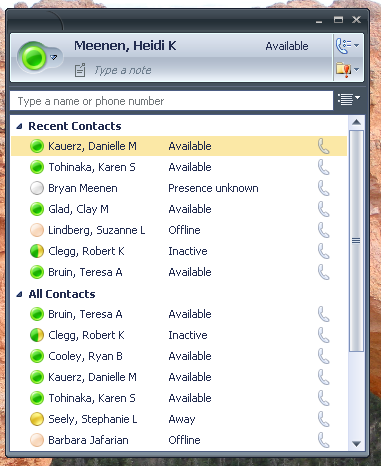 Meenen, Heidi K Available
Type a note
Type a name or phone number
Recent Contacts
Kauerz, Danielle M Available
Tohinaka, Karen S Available
Bryan Meenen Presence unknown
Glad, Clay M Available
Lindberg, Suzanne L Offline
Clegg, Robert K Inactive
Bruin, Teresa A Available
All Contacts
Bruin, Teresa A Available
Clegg, Robert K Inactive
Cooley, Ryan B Available
Kauerz, Danielle M Available
Tohinaka, Karen S Available
Seely, Stephanie L Away
Barbara Jafarian Offline